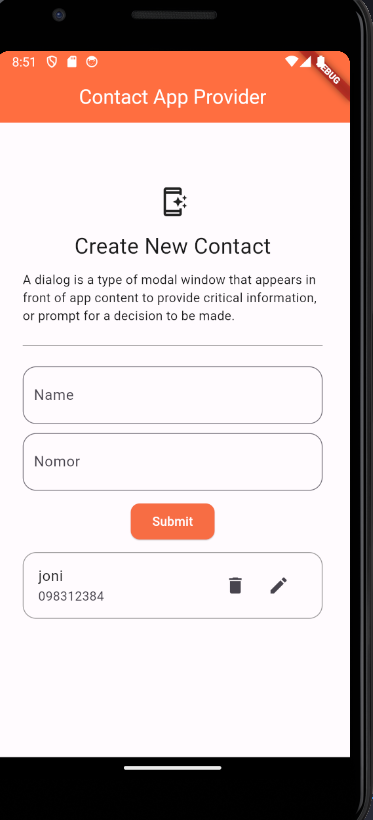 8:51
DEBUG
Contact App Provider
Create New Contact
A dialog is a type of modal window that appears in
front of app content to provide critical information,
or prompt for a decision to be made.
Name
Nomor
Submit
joni
098312384